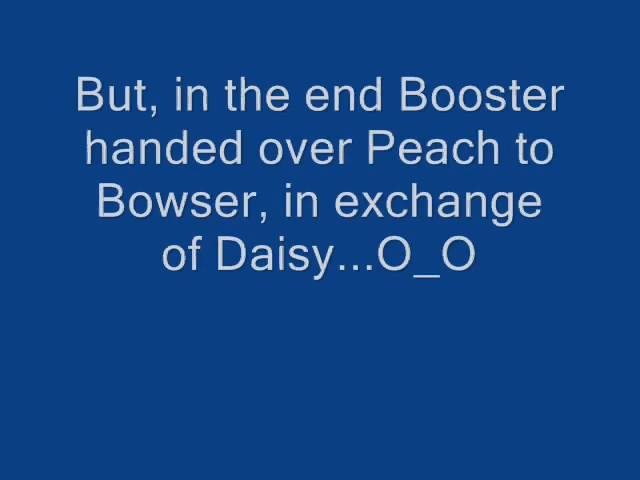 But, in the end Booster
handed over Peach to
Bowser, in exchange
of Daisy...O_O